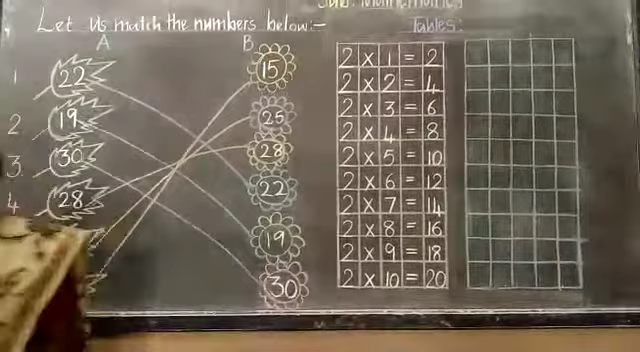 Sub: Mathematics
Let Us match the numbers below:-
Tables:
A B
1 22 15
2 19 25
3. 30 28
4 28 22
19
30
2 x 1 = 2
2 x 2 = 4
2 x 3 = 6
2 x 4 = 8
2 x 5 = 10
2 x 6 = 12
2 x 7 = 14
2 x 8 = 16
2 x 9 = 18
2 x 10 = 20